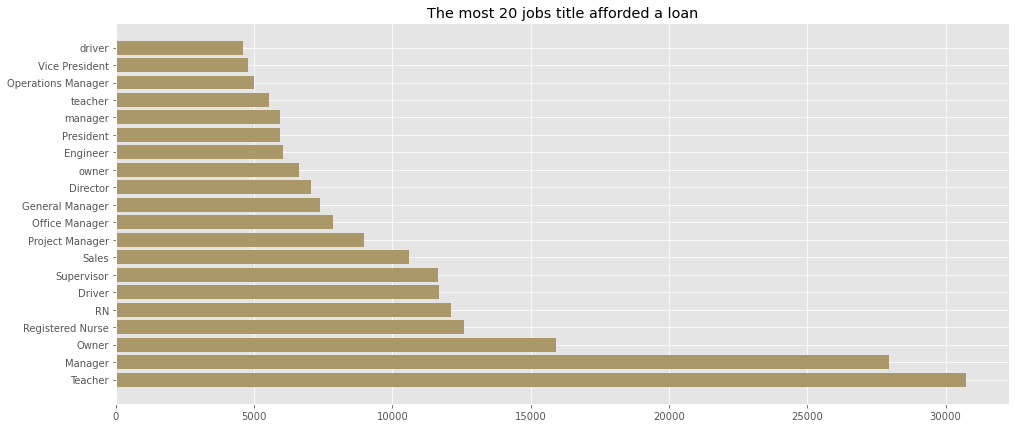 The most 20 jobs title afforded a loan
driver
Vice President
Operations Manager
teacher
manager
President
Engineer
owner
Director
General Manager
Office Manager
Project Manager
Sales
Supervisor
Driver
RN
Registered Nurse
Owner
Manager
Teacher
0 5000 10000 15000 20000 25000 30000